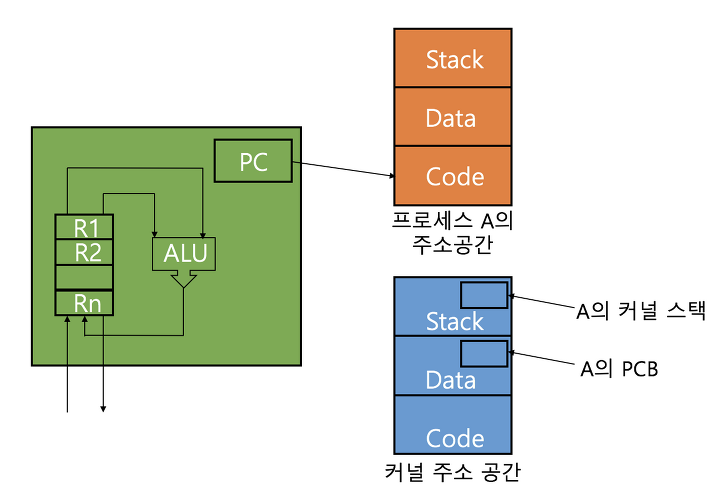 PC
R1
R2
Rn
ALU
Stack
Data
Code
프로세스 A의
주소공간
Stack
Data
Code
커널 주소 공간
A의 커널 스택
A의 PCB